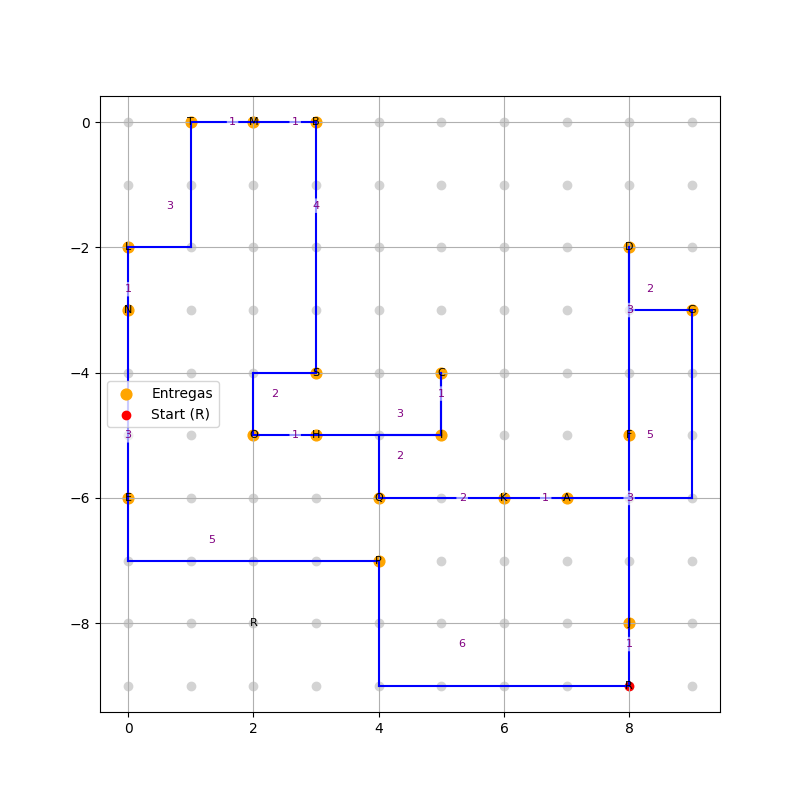 0 T 1 M 1 B
3 4
−2 L D
1 2
N 3 G
−4 S C
Entregas 2 1
Start (R) 3
3 O 1 H F 5
2
−6 E Q 2 K 1 A 3
5
P
−8 R
6 1
0 2 4 6 8